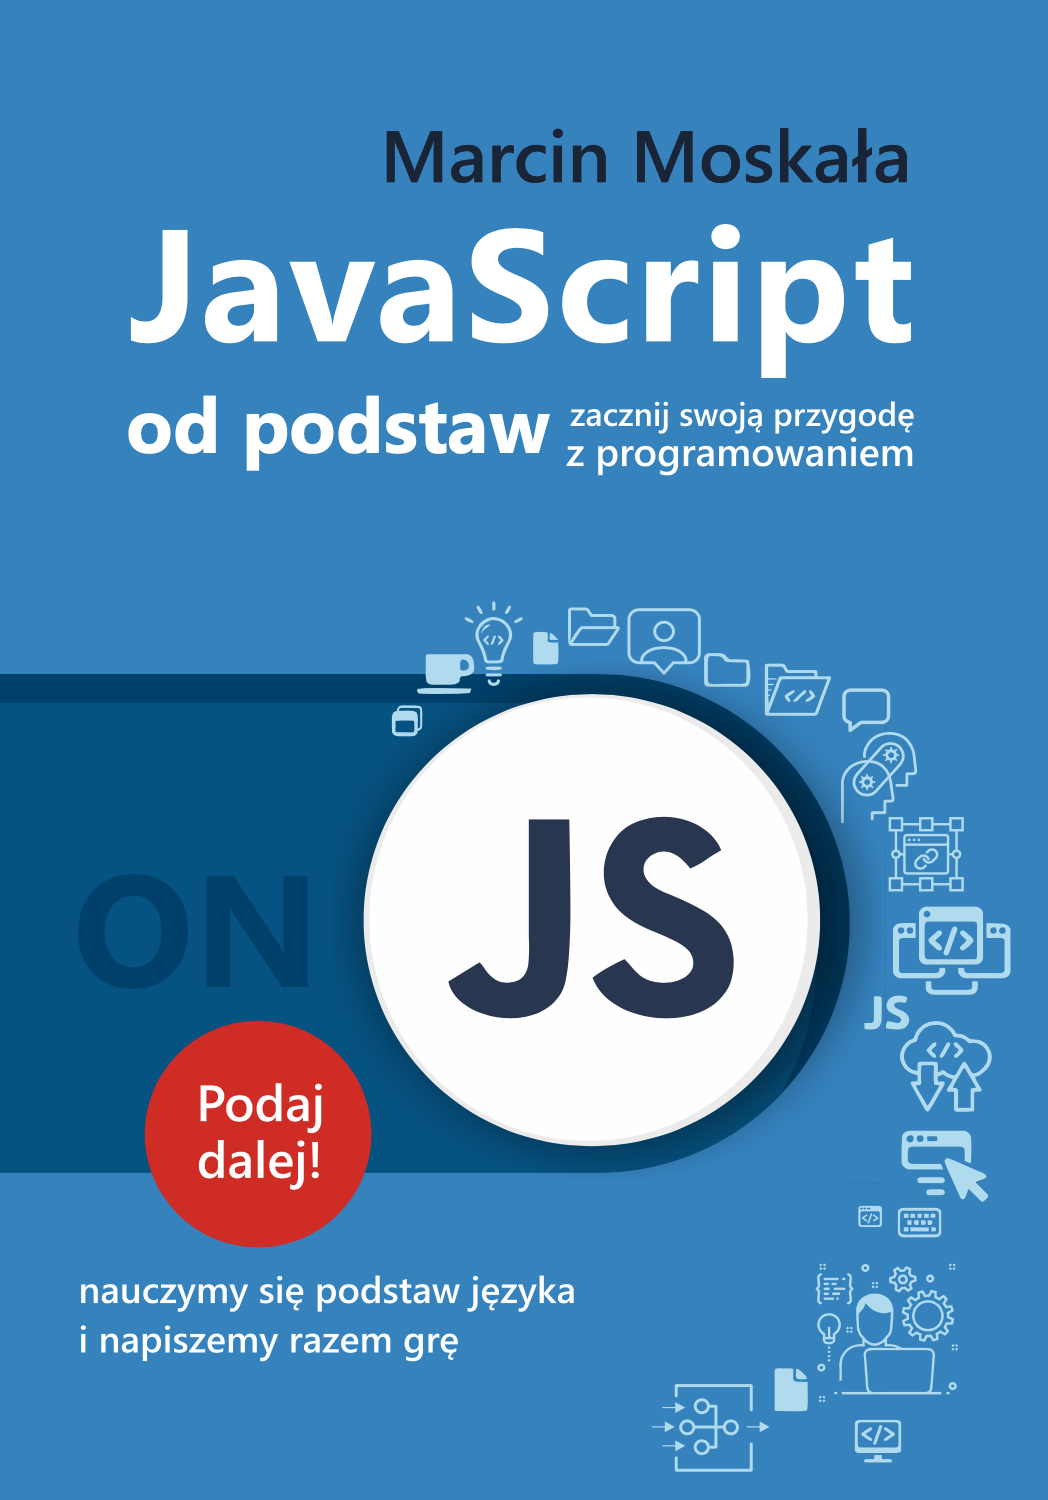 Marcin Moskała
JavaScript
od podstaw
zacznij swoją przygodę
z programowaniem
ON
JS
JS
Podaj
dalej!
nauczymy się podstaw języka
i napiszemy razem grę